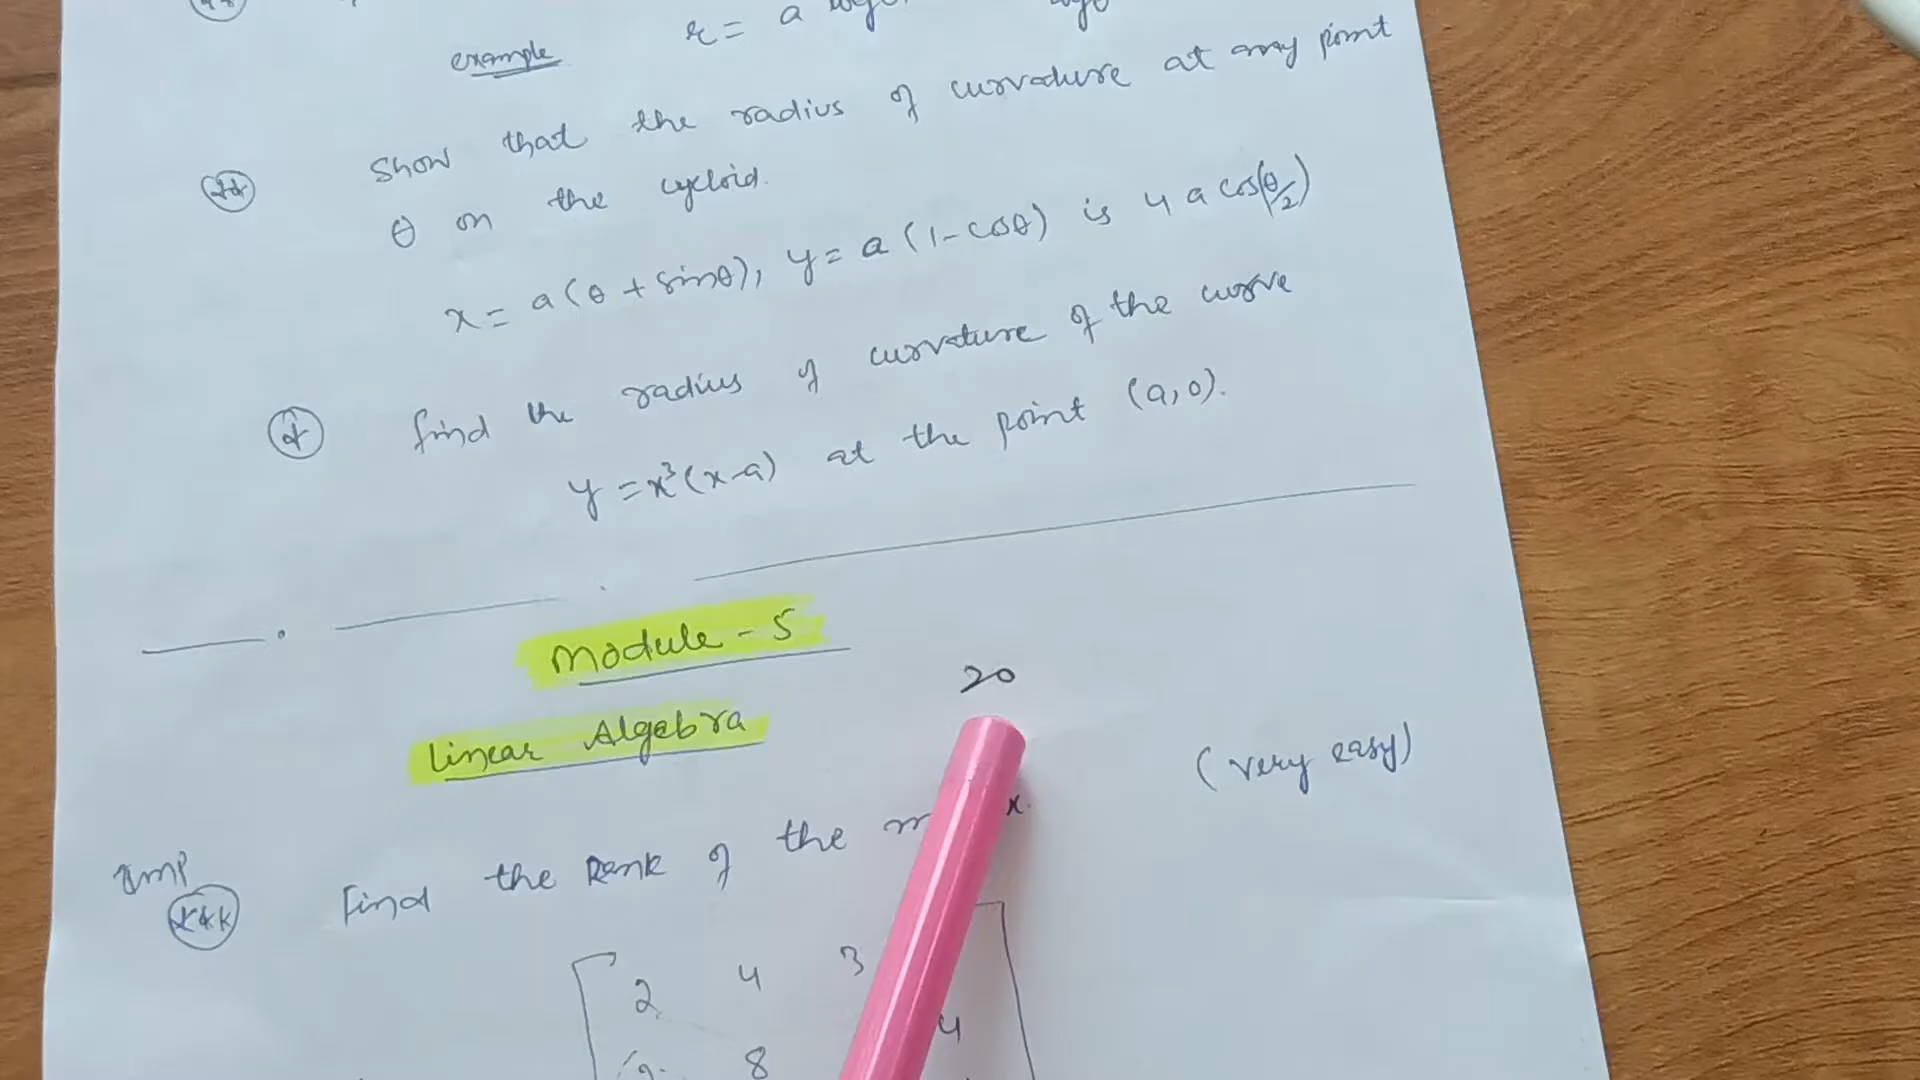 example r = a
Show that the radius of curvature at any point
θ on the cycloid.
x = a(θ + sinθ), y = a(1-cosθ) is 4 a cos(θ/2)
find the radius of curvature of the curve
y = x³(x-a) at the point (a,0).
Module - 5
20
Linear Algebra
(very easy)
Imp
Find the Rank of the
2 4 3
8 4